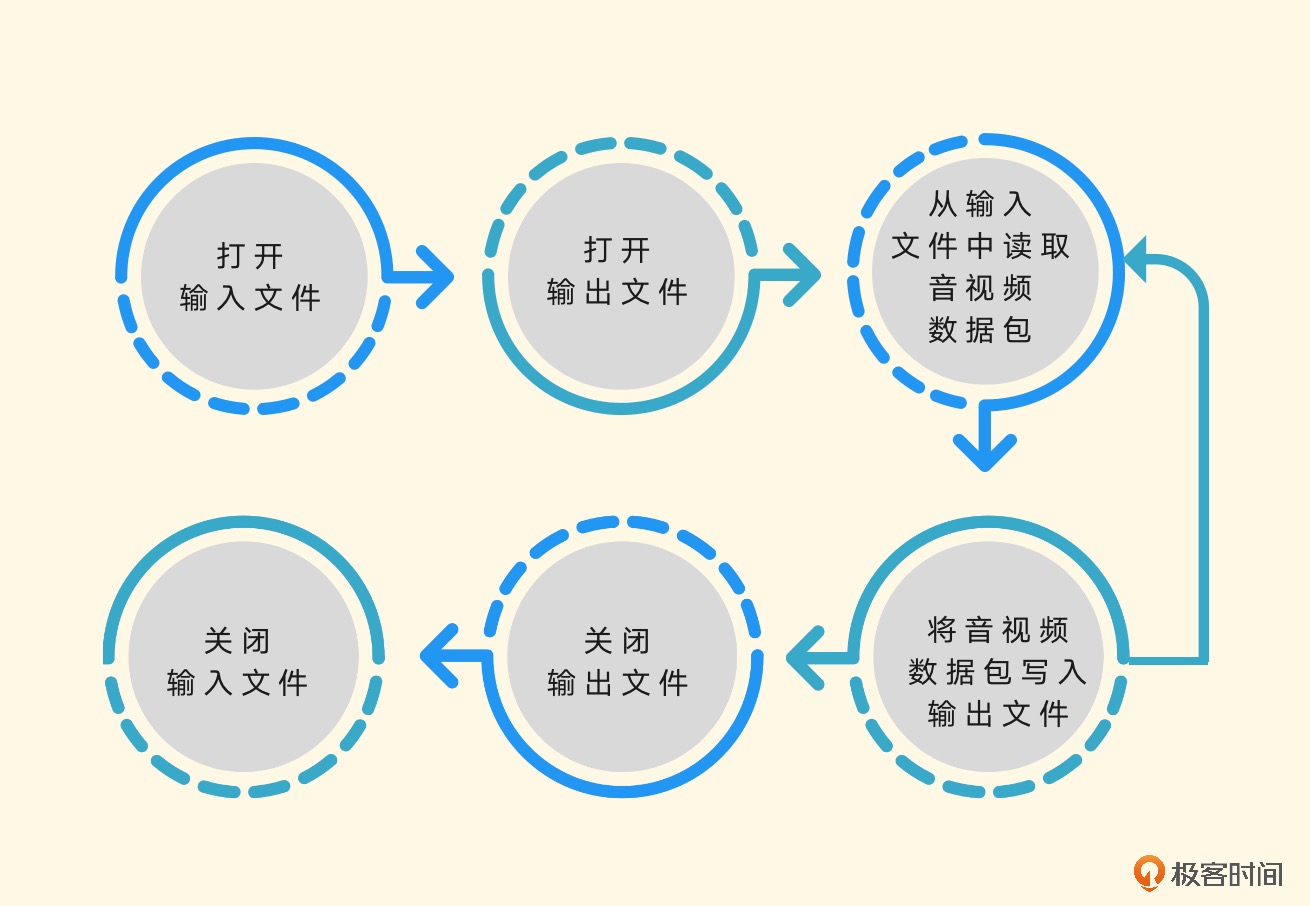 打开
输入文件
打开
输出文件
从输入
文件中读取
音视频
数据包
关闭
输入文件
关闭
输出文件
将音视频
数据包写入
输出文件
极客时间